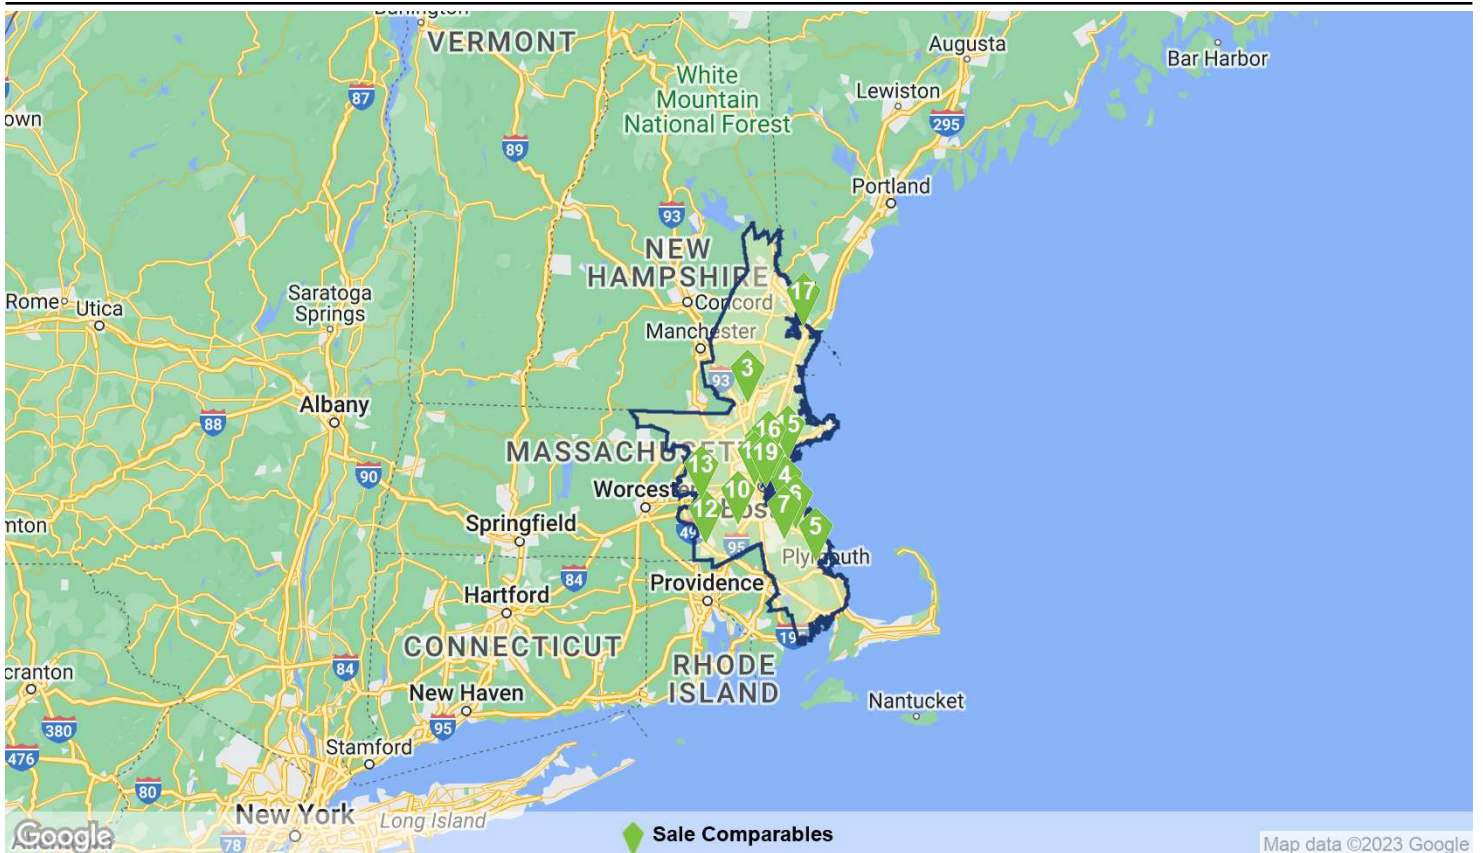 VERMONT
Augusta
Bar Harbor
White
Mountain
National Forest
Lewiston
87
295
own
89
Portland
93
NEW
HAMPSHIRE
17
Rome
Utica
Saratoga
Springs
Concord
Manchester
3
93
Albany
88
16
15
MASSACHUSETT
19
13
90
Worcester
4
10
6
Bos
7
12
5
mton
Springfield
49
95
Plymouth
84
Providence
Hartford
19
CONNECTICUT
RHODE
ISLAND
cranton
84
New Haven
Nantucket
95
380
Stamford
476
80
New York
Long Island
Google
78
Sale Comparables
Map data ©2023 Google